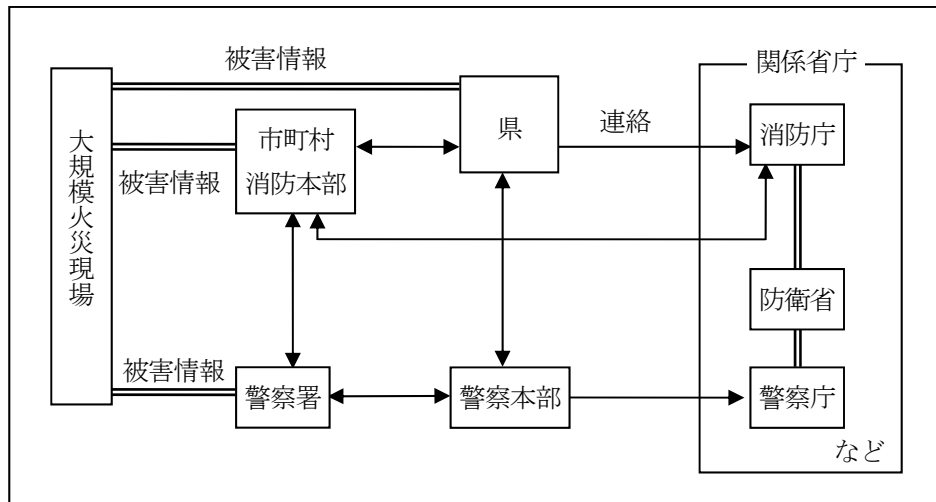 被害情報
関係省庁
大規模火災現場
市町村
消防本部
県
連絡
消防庁
被害情報
防衛省
被害情報
警察署
警察本部
警察庁
など